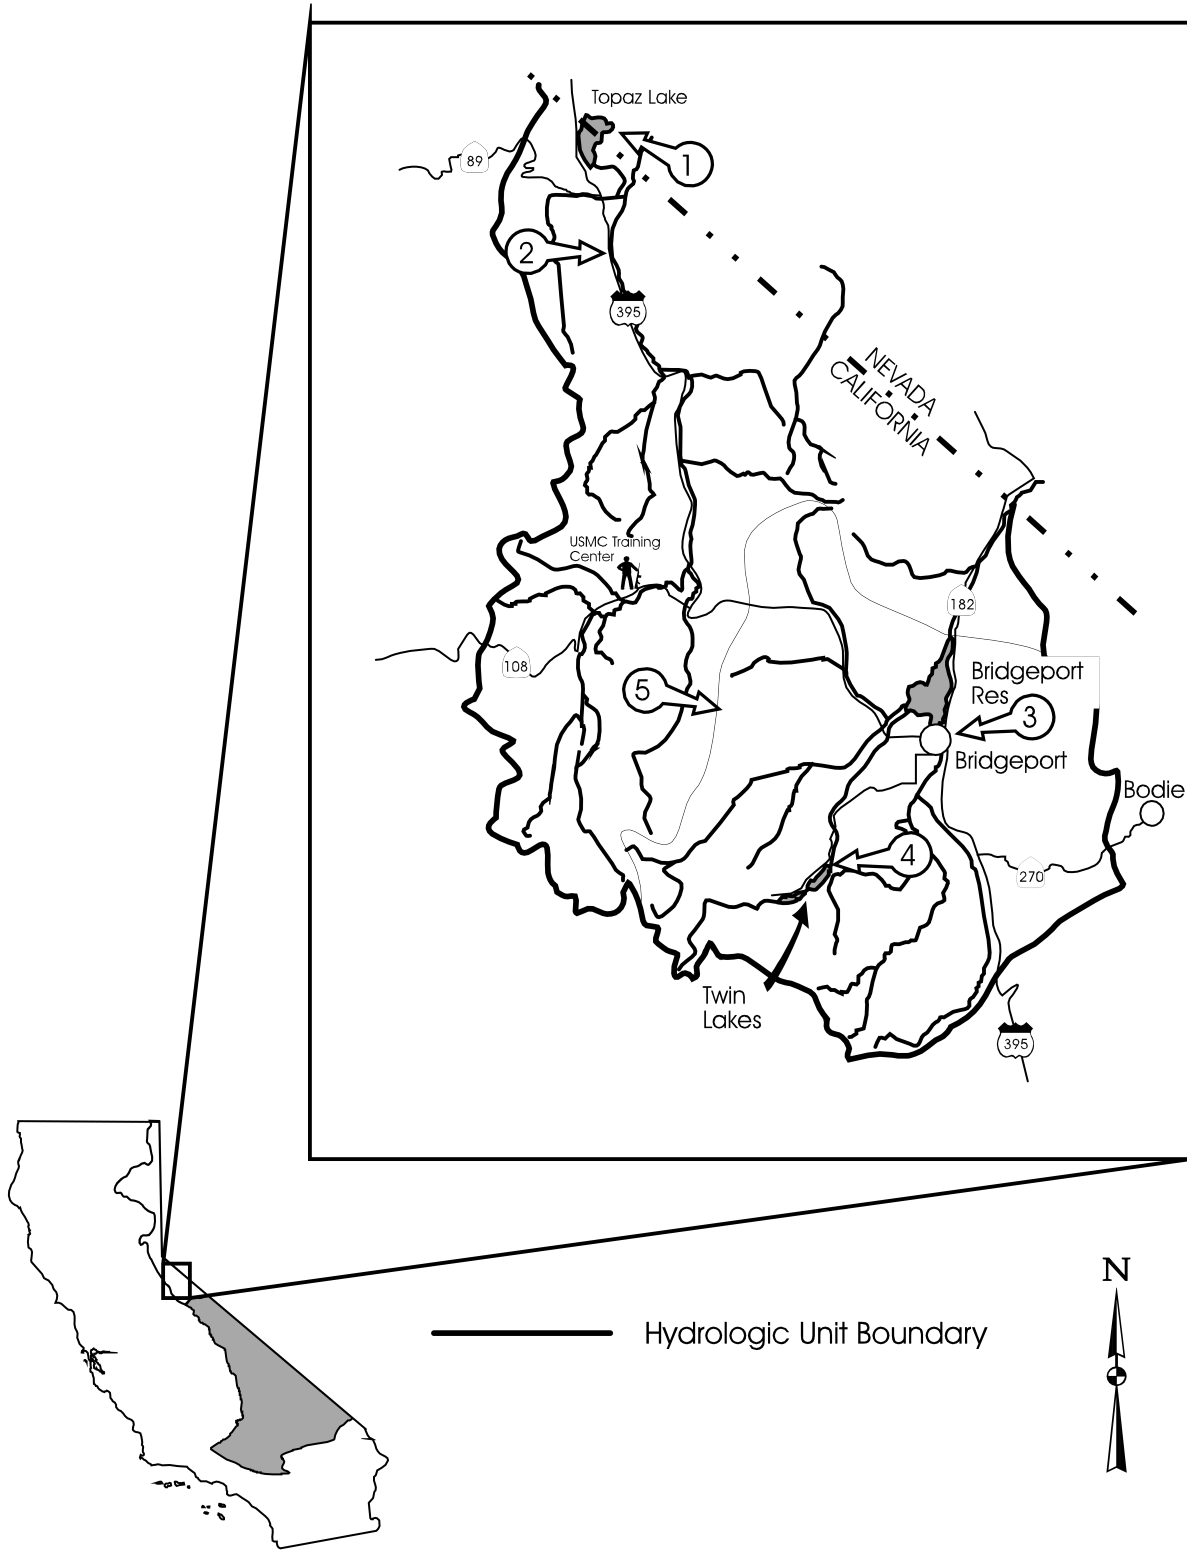 Topaz Lake
89
1
2
395
NEVADA
CALIFORNIA
USMC Training
Center
182
108
5
Bridgeport
Res
3
Bridgeport
Bodie
4
270
Twin
Lakes
395
N
Hydrologic Unit Boundary